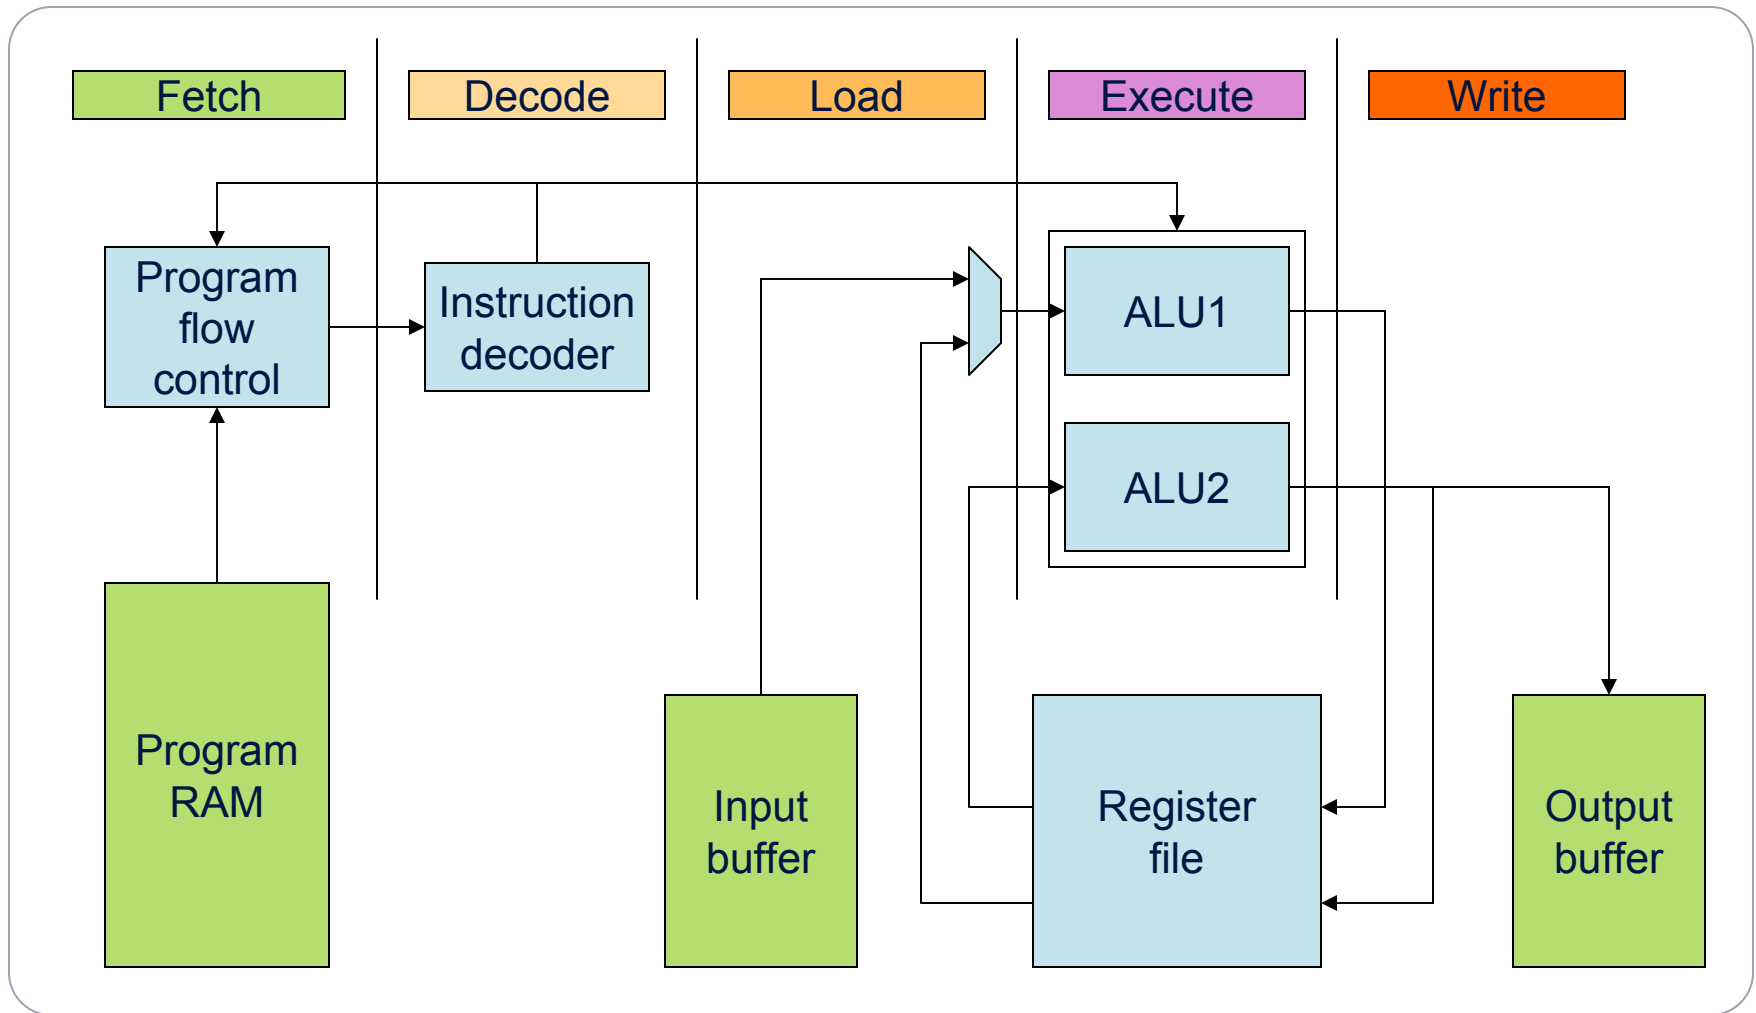 Fetch
Decode
Load
Execute
Write
Program
flow
control
Instruction
decoder
ALU1
ALU2
Program
RAM
Input
buffer
Register
file
Output
buffer